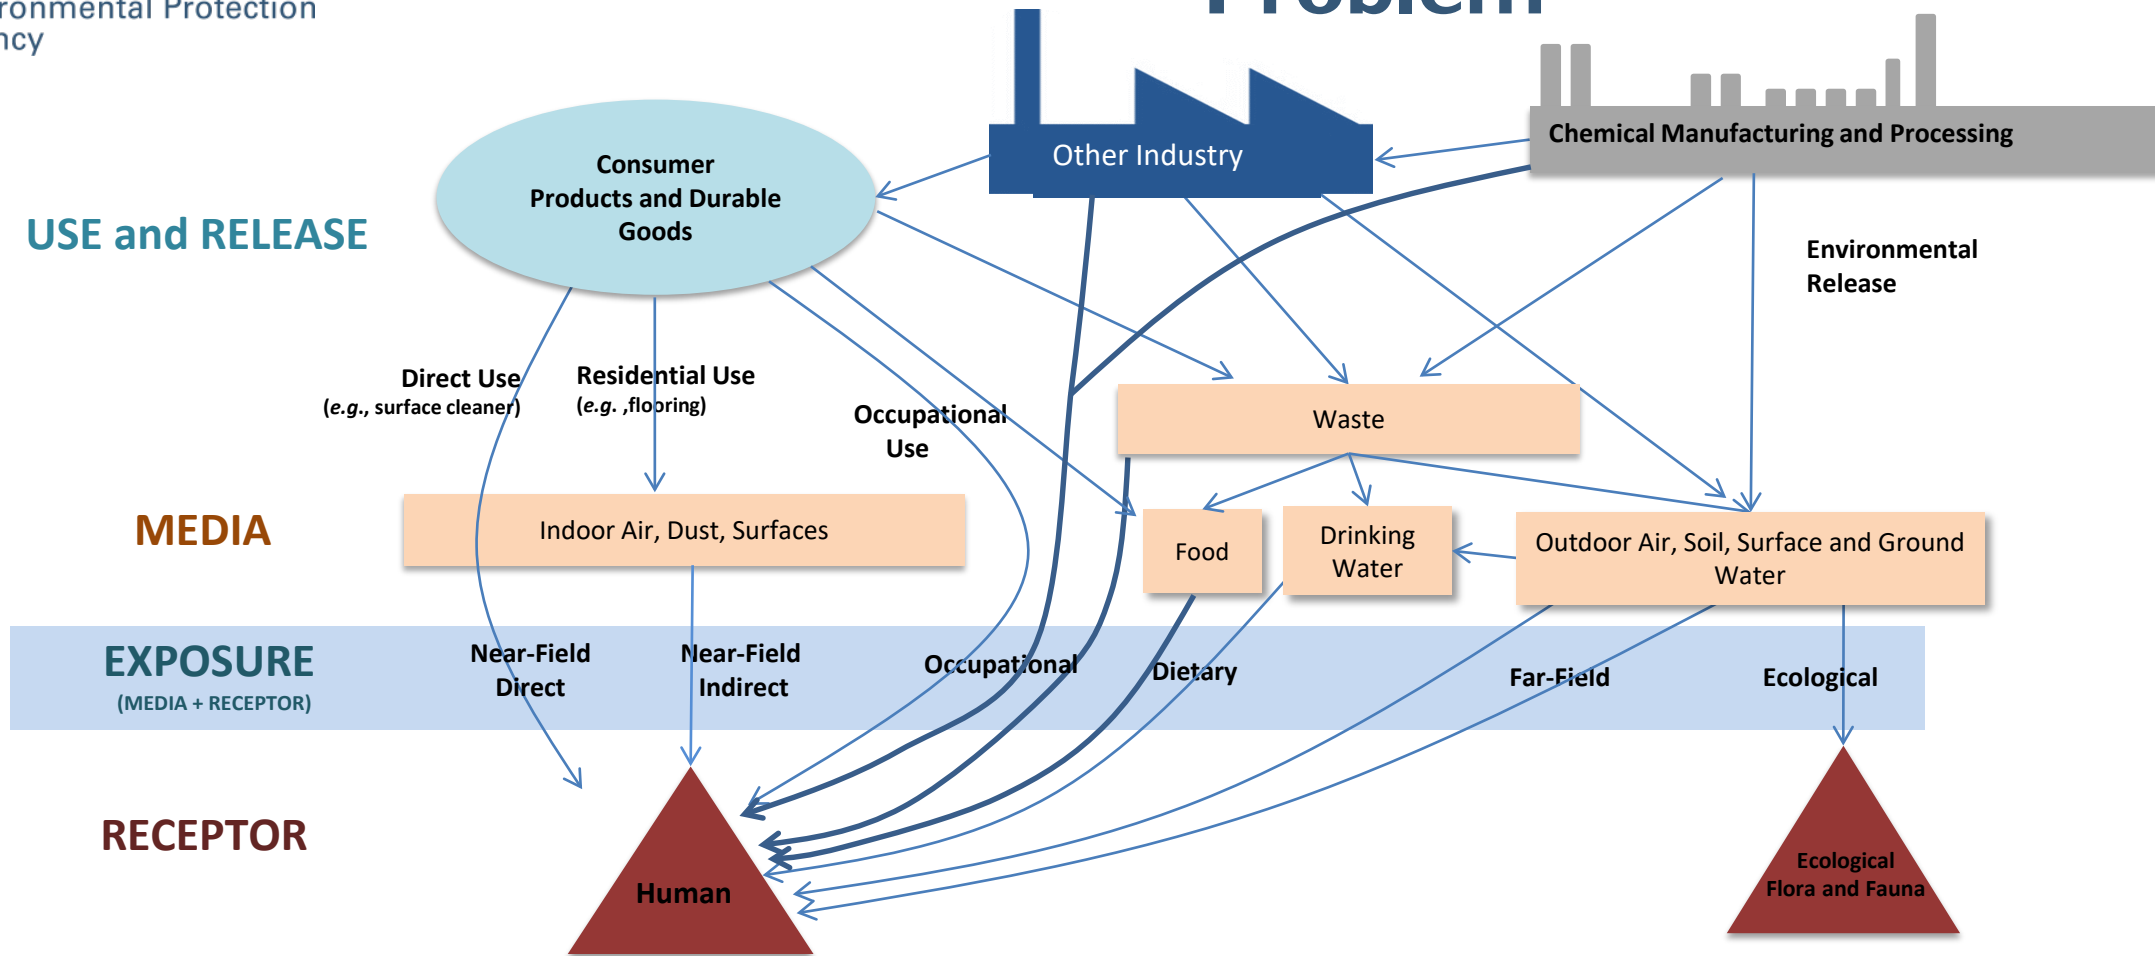 ronmental Protection
ncy
Problem
Chemical Manufacturing and Processing
Other Industry
Consumer
Products and Durable
Goods
USE and RELEASE
Environmental
Release
Direct Use
(e.g., surface cleaner)
Residential Use
(e.g. ,flooring)
Occupational
Use
Waste
MEDIA
Indoor Air, Dust, Surfaces
Food
Drinking
Water
Outdoor Air, Soil, Surface and Ground
Water
EXPOSURE
(MEDIA + RECEPTOR)
Near-Field
Direct
Near-Field
Indirect
Occupational
Dietary
Far-Field
Ecological
RECEPTOR
Human
Ecological
Flora and Fauna